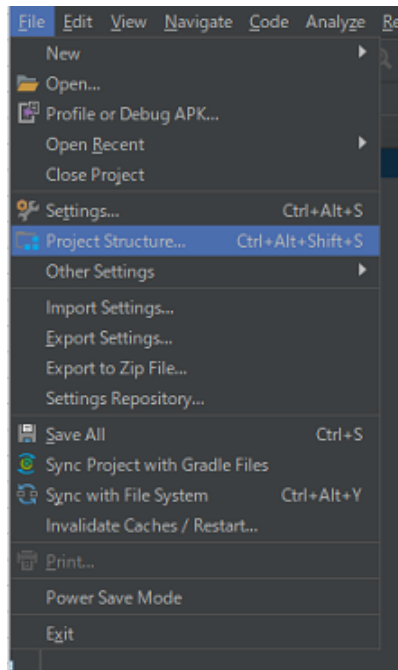 File Edit View Navigate Code Analyze Re
New
Open...
Profile or Debug APK...
Open Recent
Close Project
Settings... Ctrl+Alt+S
Project Structure... Ctrl+Alt+Shift+S
Other Settings
Import Settings...
Export Settings...
Export to Zip File...
Settings Repository...
Save All Ctrl+S
Sync Project with Gradle Files
Sync with File System Ctrl+Alt+Y
Invalidate Caches / Restart...
Print...
Power Save Mode
Exit